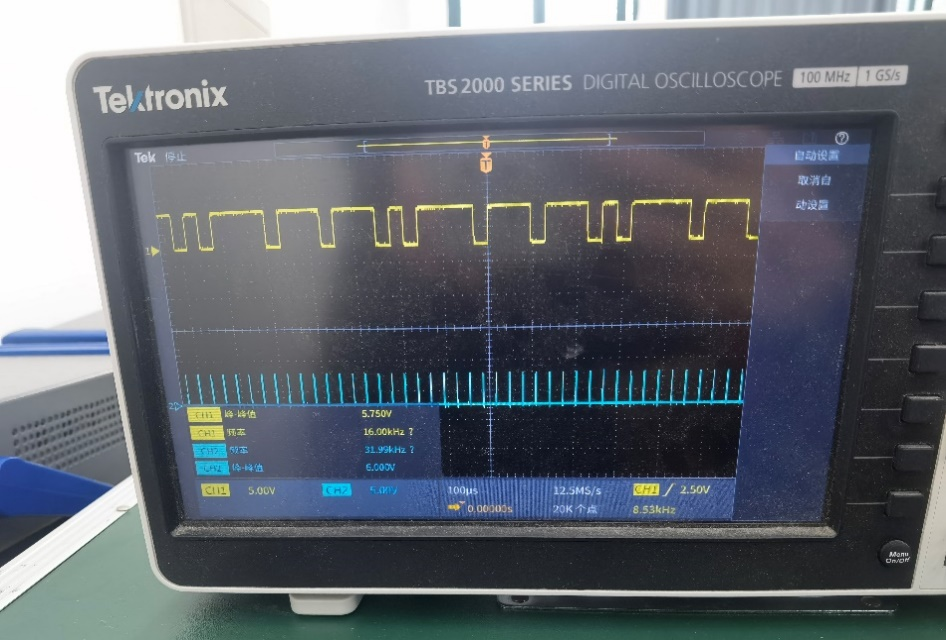 Tektronix
TBS 2000 SERIES DIGITAL OSCILLOSCOPE 100 MHz 1 GS/s
Tek 停止
自动设置
取消自
动设置
CH1 峰-峰值 5.750V
CH1 频率 16.00kHz ?
CH2 频率 31.99kHz ?
CH2 峰-峰值 6.000V
CH1 5.00V CH2 5.00V 100µs 12.5MS/s CH1 / 2.50V
0.00000s 20K 个点 8.53kHz
Menu
On/Off